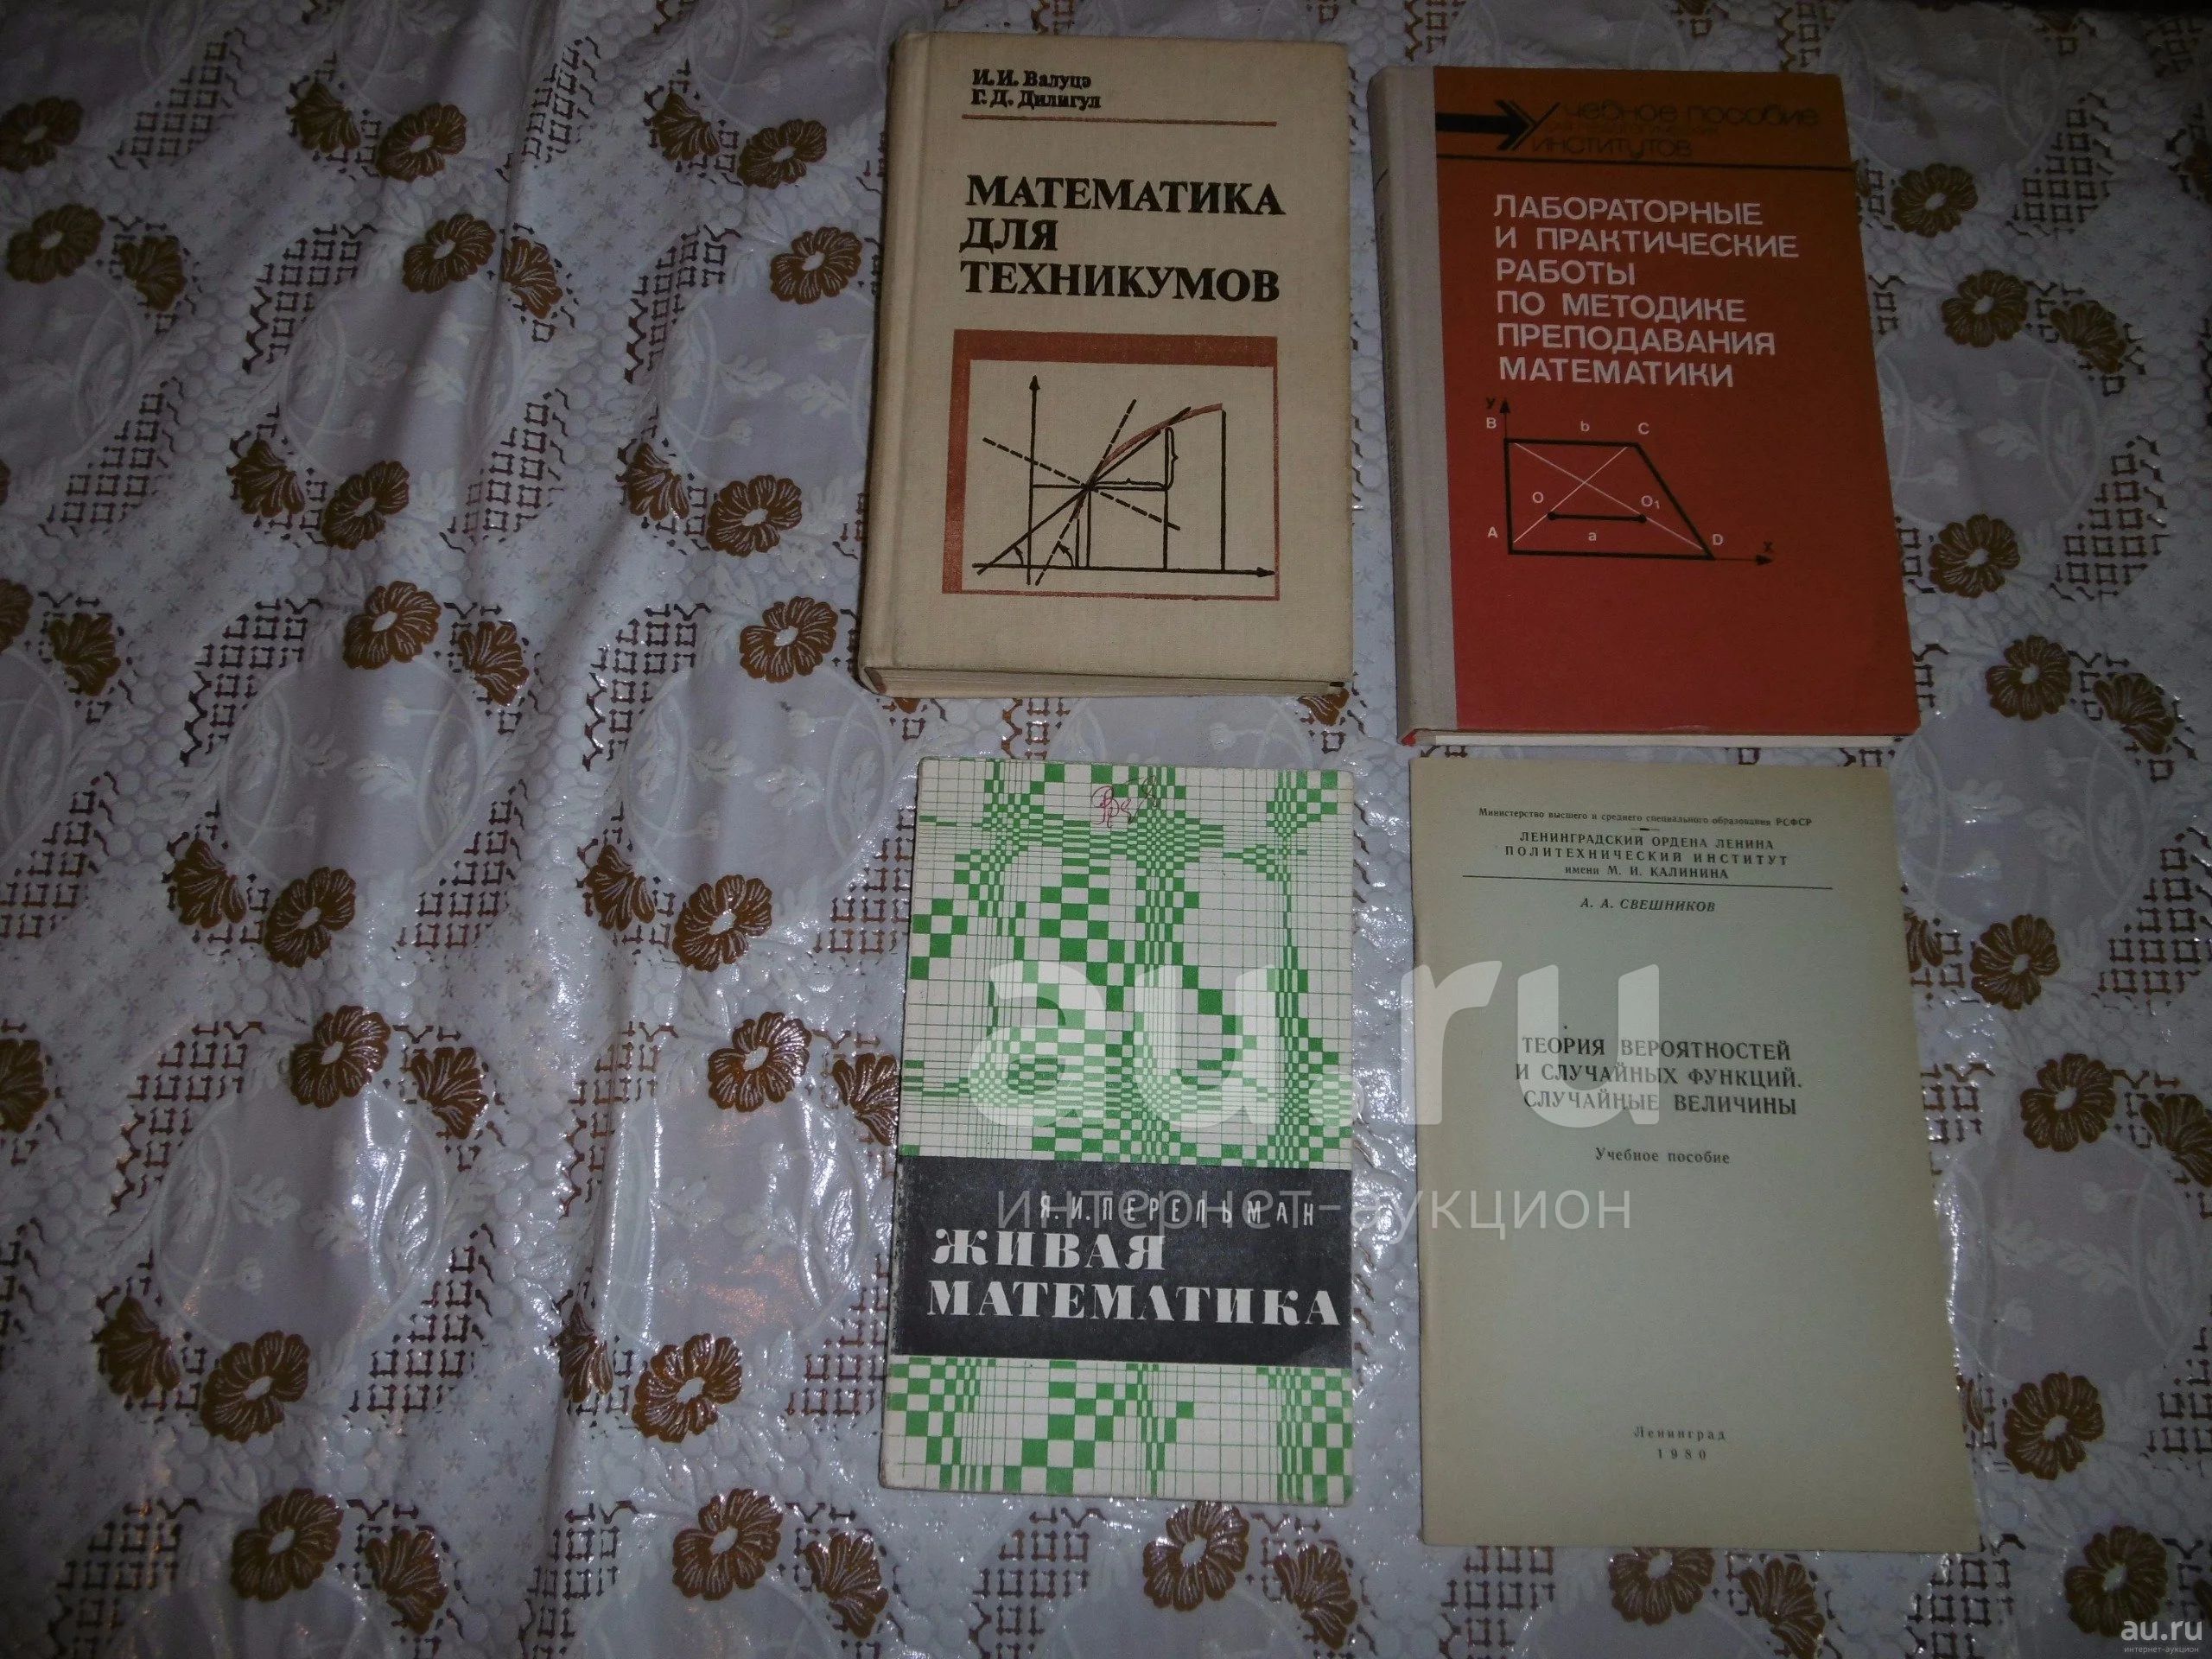 И. И. Валуцэ
Г. Д. Дилигул
МАТЕМАТИКА
ДЛЯ
ТЕХНИКУМОВ
Учебное пособие
институтов
ЛАБОРАТОРНЫЕ
И ПРАКТИЧЕСКИЕ
РАБОТЫ
ПО МЕТОДИКЕ
ПРЕПОДАВАНИЯ
МАТЕМАТИКИ
У
B b C
O O₁
A a D
X
Я. И. ПЕРЕЛЬМАН
ЖИВАЯ
МАТЕМАТИКА
Министерство высшего и среднего специального образования РСФСР
ЛЕНИНГРАДСКИЙ ОРДЕНА ЛЕНИНА
ПОЛИТЕХНИЧЕСКИЙ ИНСТИТУТ
имени М. И. КАЛИНИНА
А. А. СВЕШНИКОВ
ТЕОРИЯ ВЕРОЯТНОСТЕЙ
И СЛУЧАЙНЫХ ФУНКЦИЙ.
СЛУЧАЙНЫЕ ВЕЛИЧИНЫ
Учебное пособие
Ленинград
1980
au.ru
интернет-аукцион
au.ru
интернет-аукцион